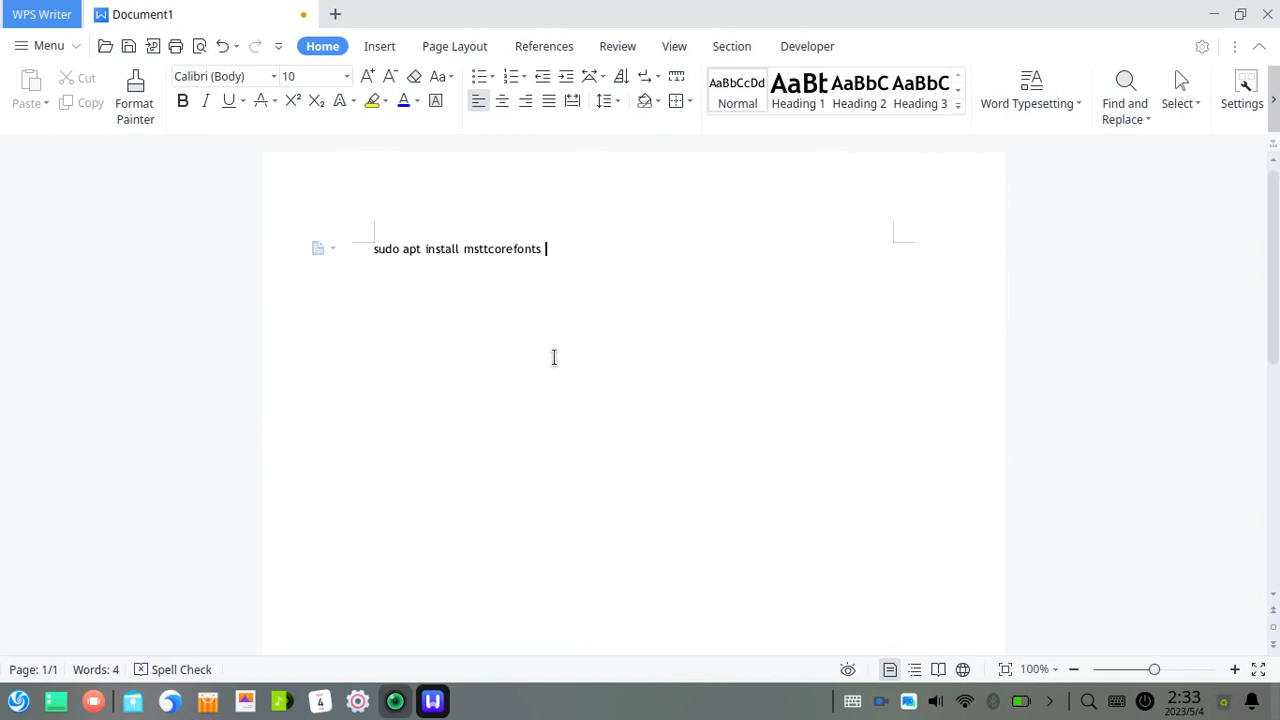 WPS Writer
Document1
Menu
Home
Insert
Page Layout
References
Review
View
Section
Developer
Paste
Cut
Copy
Format
Painter
Calibri (Body)
10
AaBbCcDd
Normal
AaBt
Heading 1
AaBbC
Heading 2
AaBbC
Heading 3
Word Typesetting
Find and
Replace
Select
Settings
sudo apt install msttcorefonts
Page: 1/1
Words: 4
Spell Check
100%
4
2:33
2023/5/4